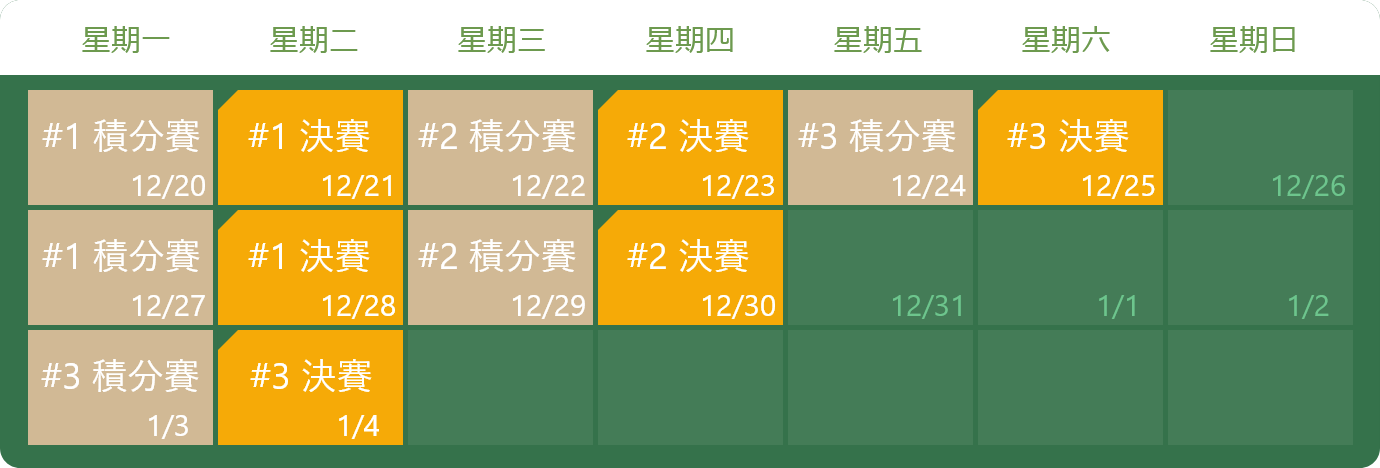 星期一 星期二 星期三 星期四 星期五 星期六 星期日
#1 積分賽 #1 決賽 #2 積分賽 #2 決賽 #3 積分賽 #3 決賽
12/20 12/21 12/22 12/23 12/24 12/25 12/26
#1 積分賽 #1 決賽 #2 積分賽 #2 決賽
12/27 12/28 12/29 12/30 12/31 1/1 1/2
#3 積分賽 #3 決賽
1/3 1/4